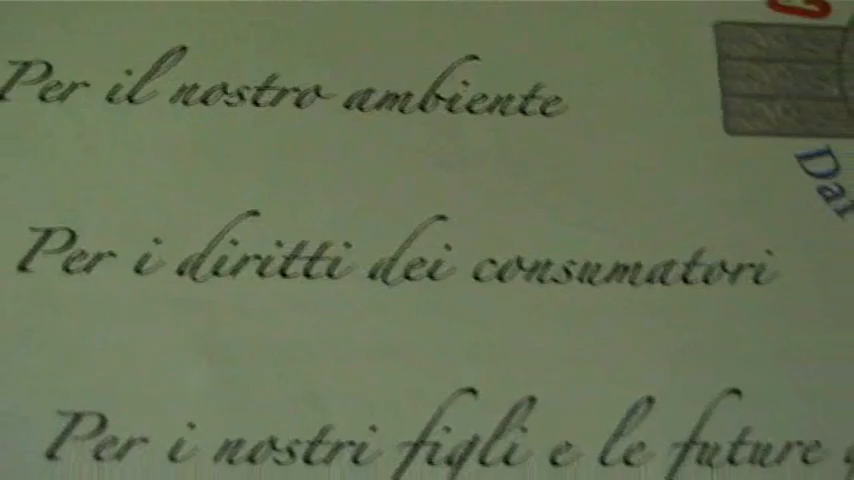 Per il nostro ambiente
Per i diritti dei consumatori
Per i nostri figli e le future